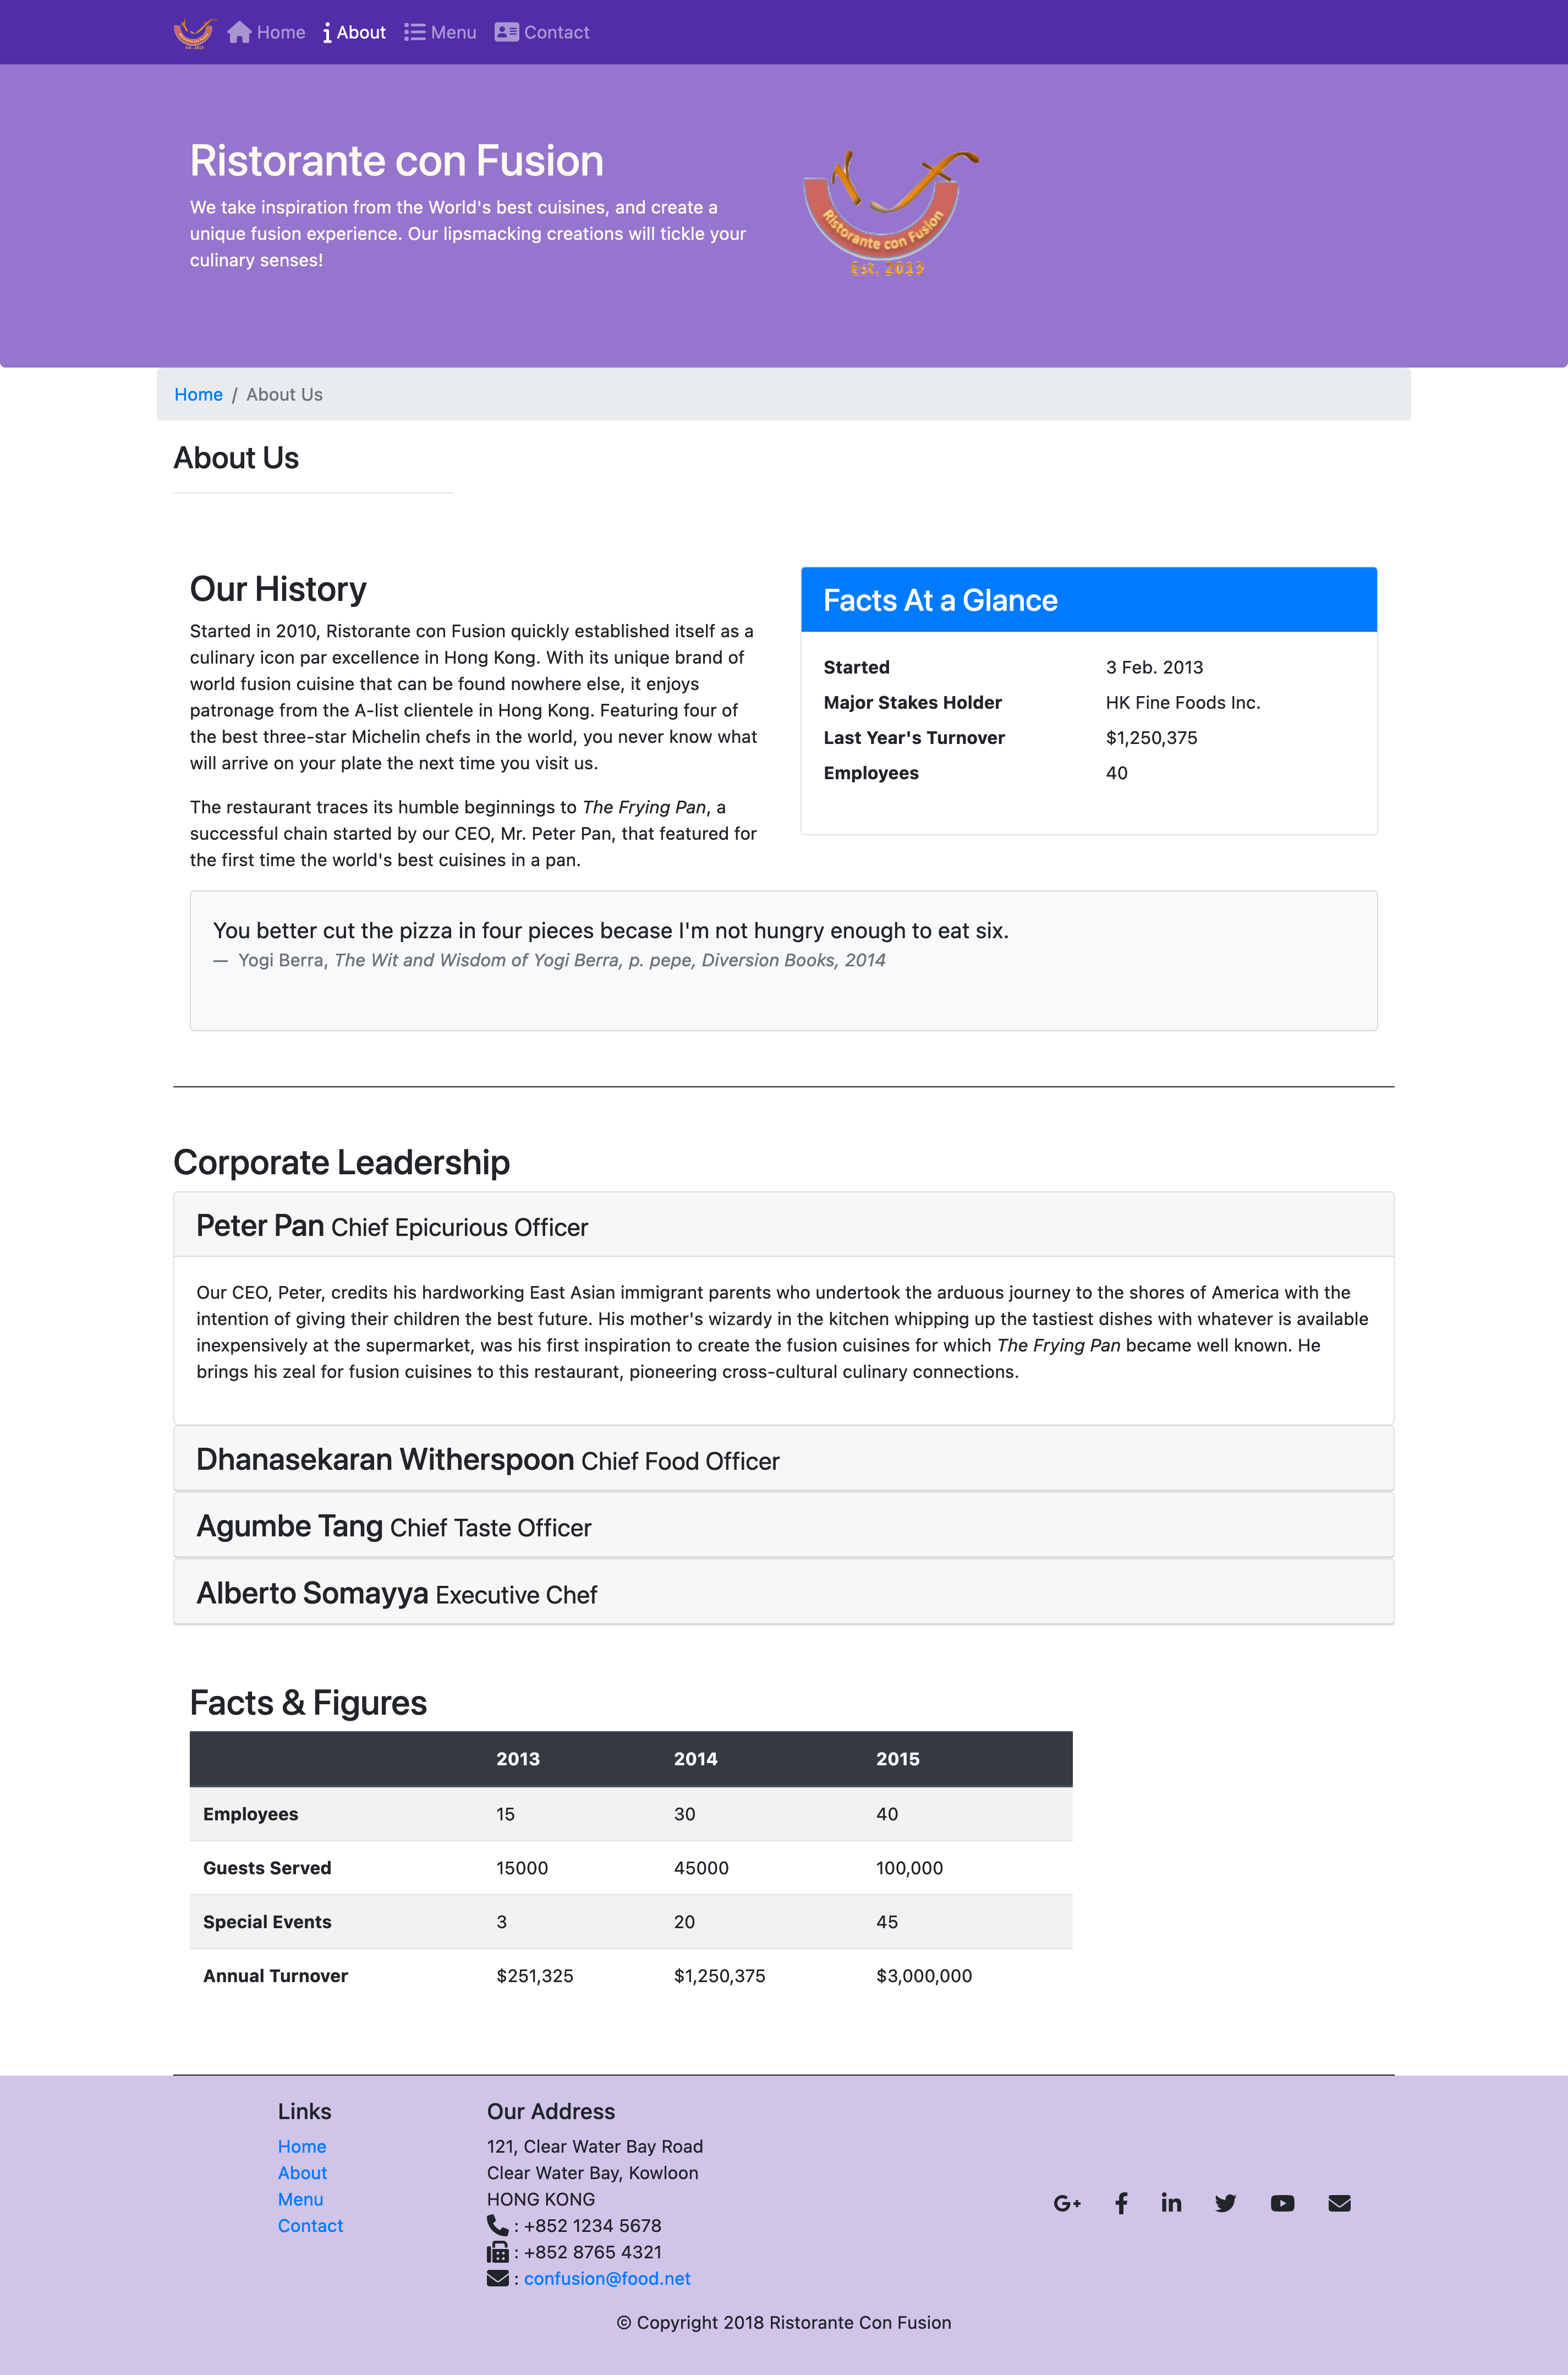 Home About Menu Contact
Ristorante con Fusion
We take inspiration from the World's best cuisines, and create a
unique fusion experience. Our lipsmacking creations will tickle your
culinary senses!
Ristorante con Fusion
Est. 2013
Home / About Us
About Us
Our History
Started in 2010, Ristorante con Fusion quickly established itself as a
culinary icon par excellence in Hong Kong. With its unique brand of
world fusion cuisine that can be found nowhere else, it enjoys
patronage from the A-list clientele in Hong Kong. Featuring four of
the best three-star Michelin chefs in the world, you never know what
will arrive on your plate the next time you visit us.
The restaurant traces its humble beginnings to The Frying Pan, a
successful chain started by our CEO, Mr. Peter Pan, that featured for
the first time the world's best cuisines in a pan.
Facts At a Glance
Started 3 Feb. 2013
Major Stakes Holder HK Fine Foods Inc.
Last Year's Turnover $1,250,375
Employees 40
You better cut the pizza in four pieces becase I'm not hungry enough to eat six.
— Yogi Berra, The Wit and Wisdom of Yogi Berra, p. pepe, Diversion Books, 2014
Corporate Leadership
Peter Pan Chief Epicurious Officer
Our CEO, Peter, credits his hardworking East Asian immigrant parents who undertook the arduous journey to the shores of America with the
intention of giving their children the best future. His mother's wizardy in the kitchen whipping up the tastiest dishes with whatever is available
inexpensively at the supermarket, was his first inspiration to create the fusion cuisines for which The Frying Pan became well known. He
brings his zeal for fusion cuisines to this restaurant, pioneering cross-cultural culinary connections.
Dhanasekaran Witherspoon Chief Food Officer
Agumbe Tang Chief Taste Officer
Alberto Somayya Executive Chef
Facts & Figures
2013 2014 2015
Employees 15 30 40
Guests Served 15000 45000 100,000
Special Events 3 20 45
Annual Turnover $251,325 $1,250,375 $3,000,000
Links
Home
About
Menu
Contact
Our Address
121, Clear Water Bay Road
Clear Water Bay, Kowloon
HONG KONG
: +852 1234 5678
: +852 8765 4321
: confusion@food.net
© Copyright 2018 Ristorante Con Fusion